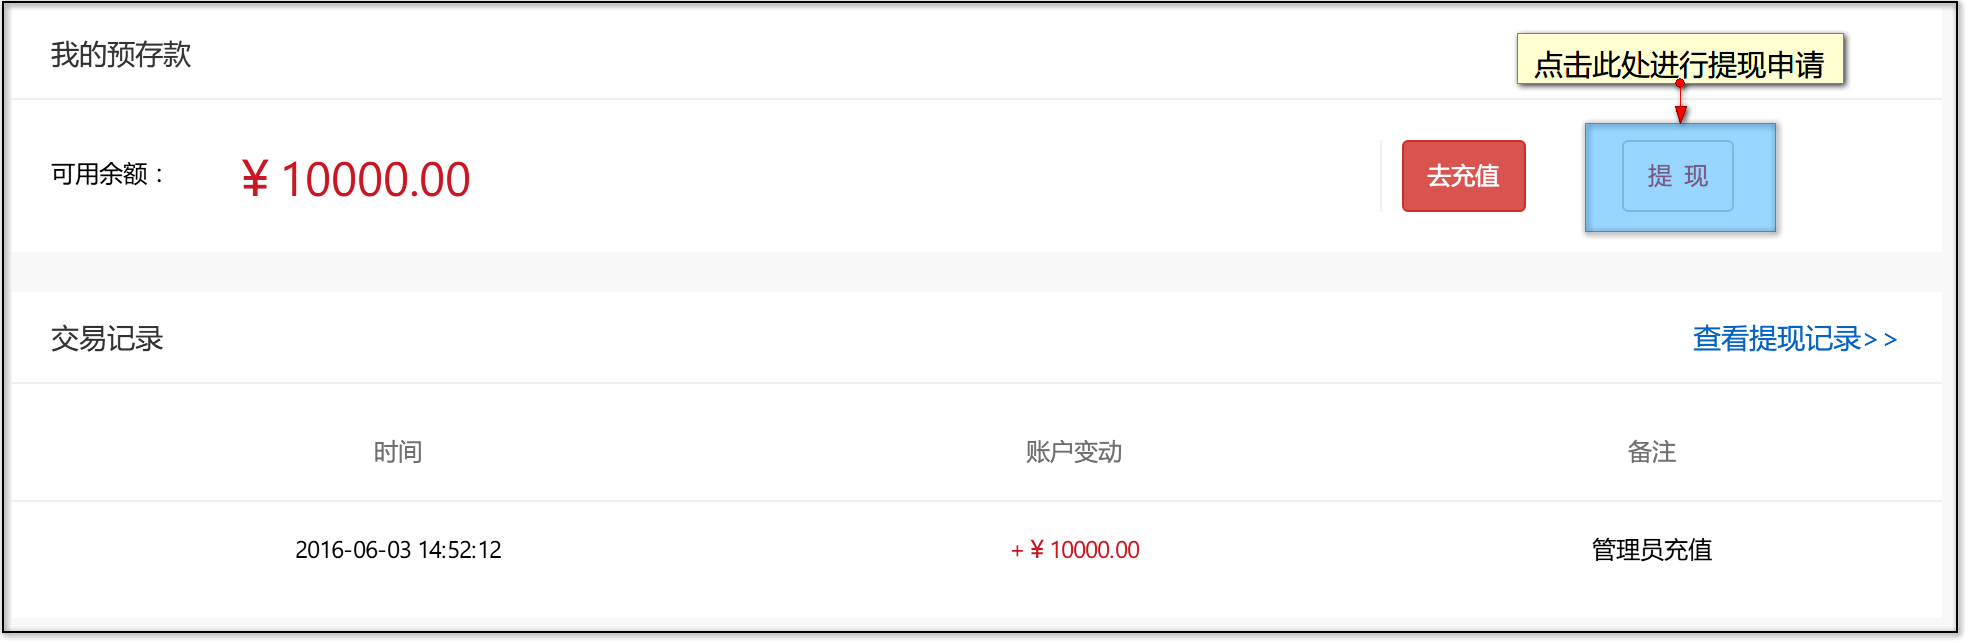 我的预存款
点击此处进行提现申请
可用余额：
¥ 10000.00
去充值
提 现
交易记录
查看提现记录>>
时间 账户变动 备注
2016-06-03 14:52:12 +¥10000.00 管理员充值